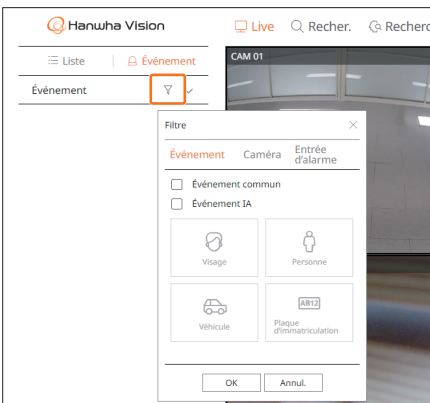 Hanwha Vision
Live
Recher.
Recherc
Liste
Événement
CAM 01
Événement
Filtre
Événement
Caméra
Entrée
d'alarme
Événement commun
Événement IA
Visage
Personne
Véhicule
AB12
Plaque
d'immatriculation
OK
Annul.